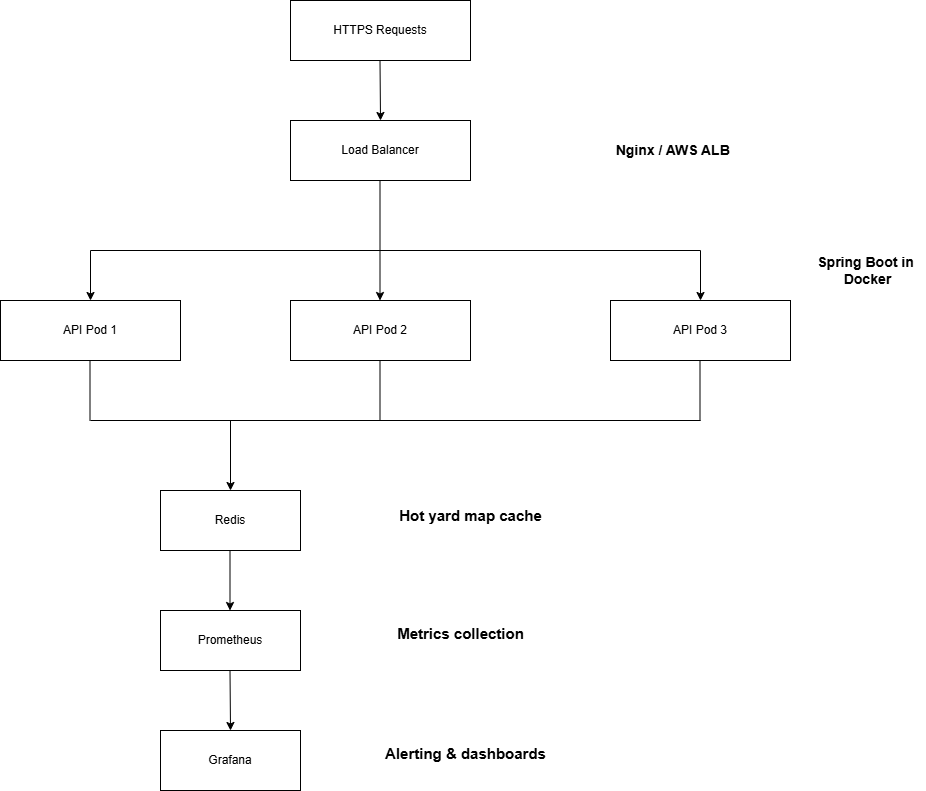 HTTPS Requests
Load Balancer
Nginx / AWS ALB
Spring Boot in
Docker
API Pod 1
API Pod 2
API Pod 3
Redis
Hot yard map cache
Prometheus
Metrics collection
Grafana
Alerting & dashboards